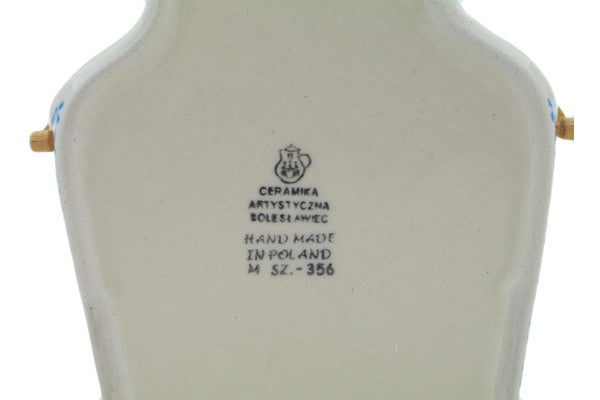 CERAMIKA
ARTYSTYCZNA
BOLESŁAWIEC
HAND MADE
IN POLAND
M SZ.-356